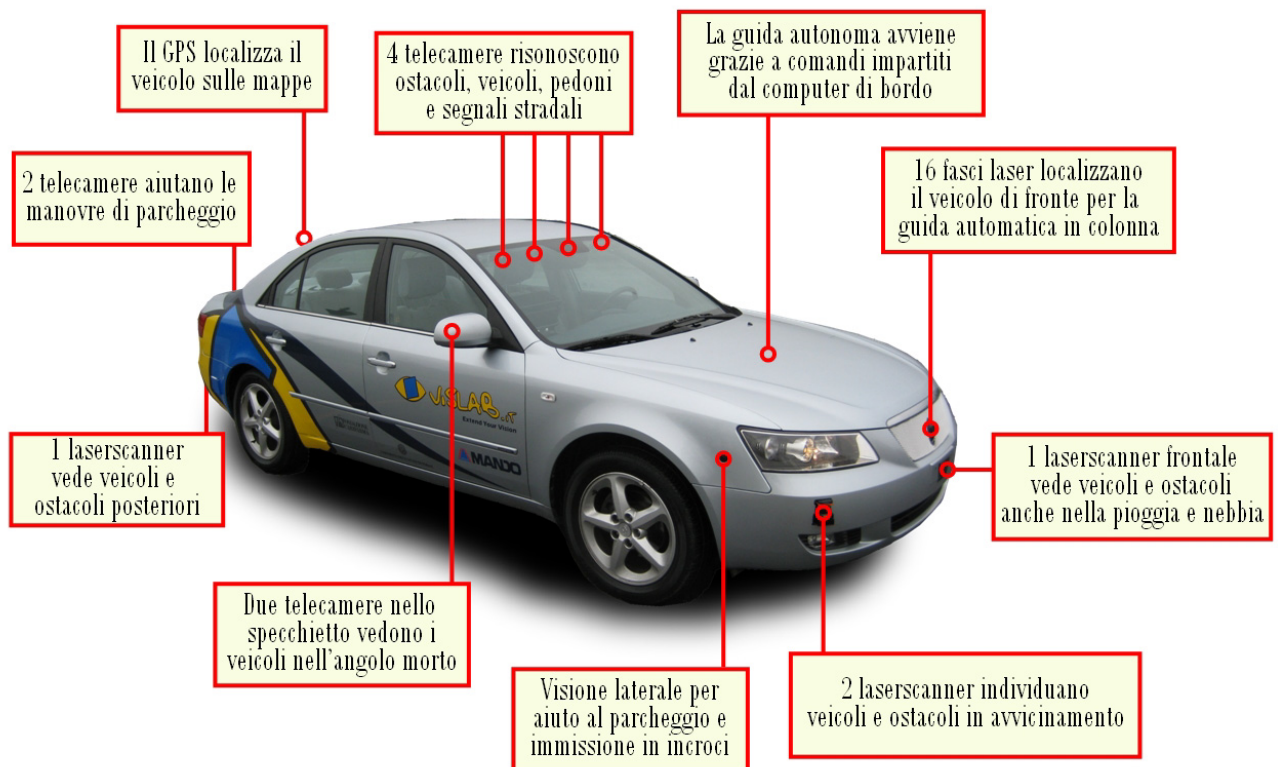 Il GPS localizza il
veicolo sulle mappe
4 telecamere risonoscono
ostacoli, veicoli, pedoni
e segnali stradali
La guida autonoma avviene
grazie a comandi impartiti
dal computer di bordo
2 telecamere aiutano le
manovre di parcheggio
16 fasci laser localizzano
il veicolo di fronte per la
guida automatica in colonna
VISLAB.it
Extend Your Vision
MANDO
1 laserscanner
vede veicoli e
ostacoli posteriori
1 laserscanner frontale
vede veicoli e ostacoli
anche nella pioggia e nebbia
Due telecamere nello
specchietto vedono i
veicoli nell'angolo morto
Visione laterale per
aiuto al parcheggio e
immissione in incroci
2 laserscanner individuano
veicoli e ostacoli in avvicinamento